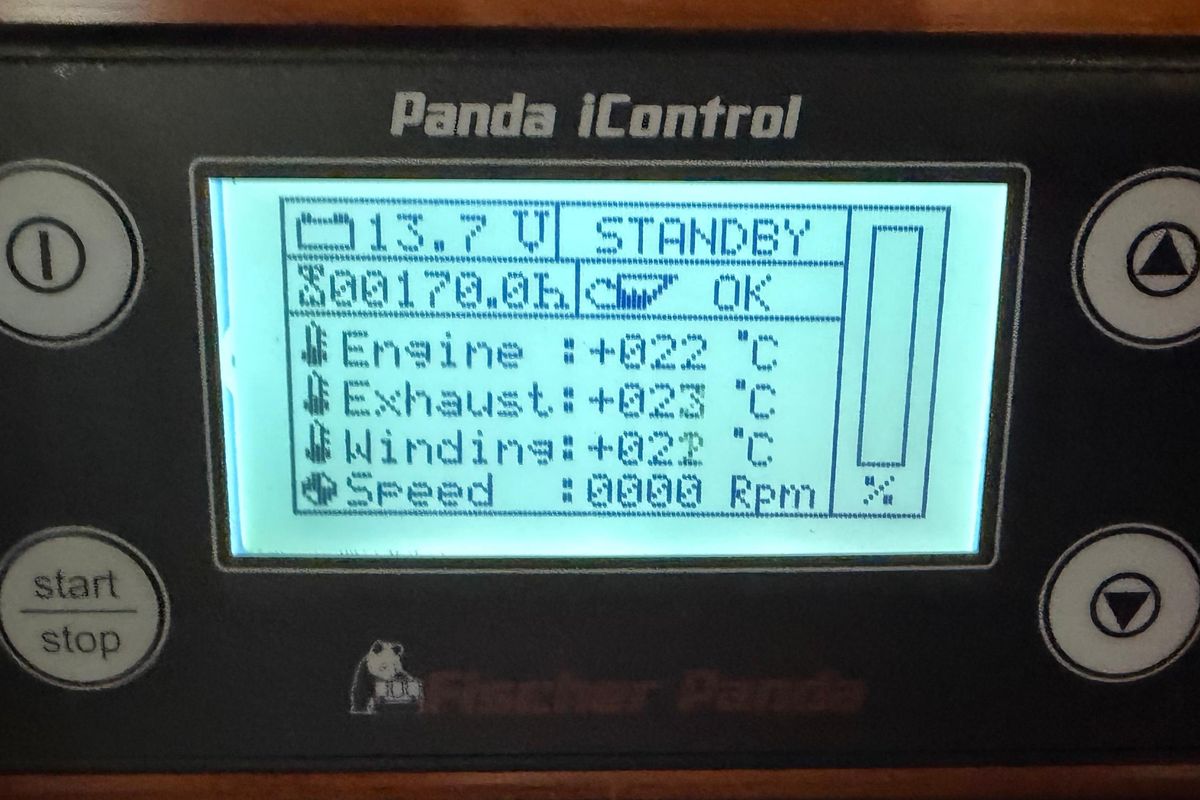 Panda iControl
13.7 V STANDBY
00170.0h OK
Engine :+022 °C
Exhaust:+023 °C
Winding:+022 °C
Speed :0000 Rpm %
start
stop
Fischer Panda